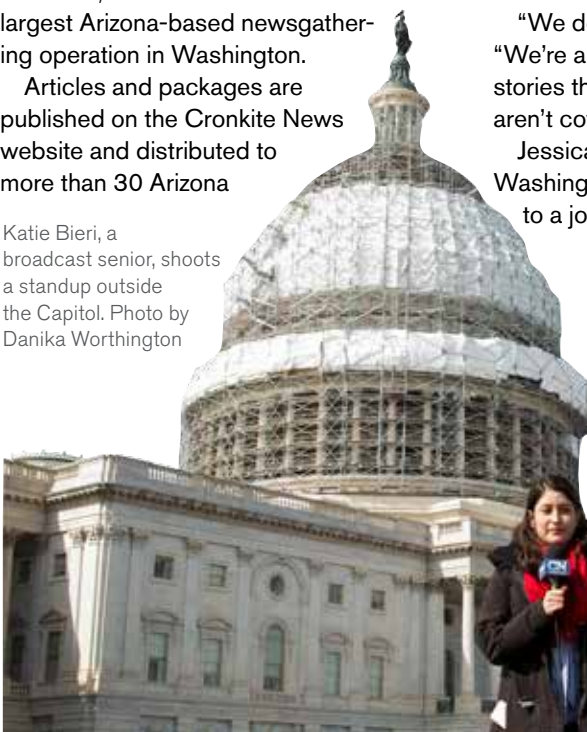 largest Arizona-based newsgather-
ing operation in Washington.
Articles and packages are
published on the Cronkite News
website and distributed to
more than 30 Arizona
Katie Bieri, a
broadcast senior, shoots
a standup outside
the Capitol. Photo by
Danika Worthington
“We d
“We’re a
stories th
aren’t co
Jessica
Washing
to a jo
CN